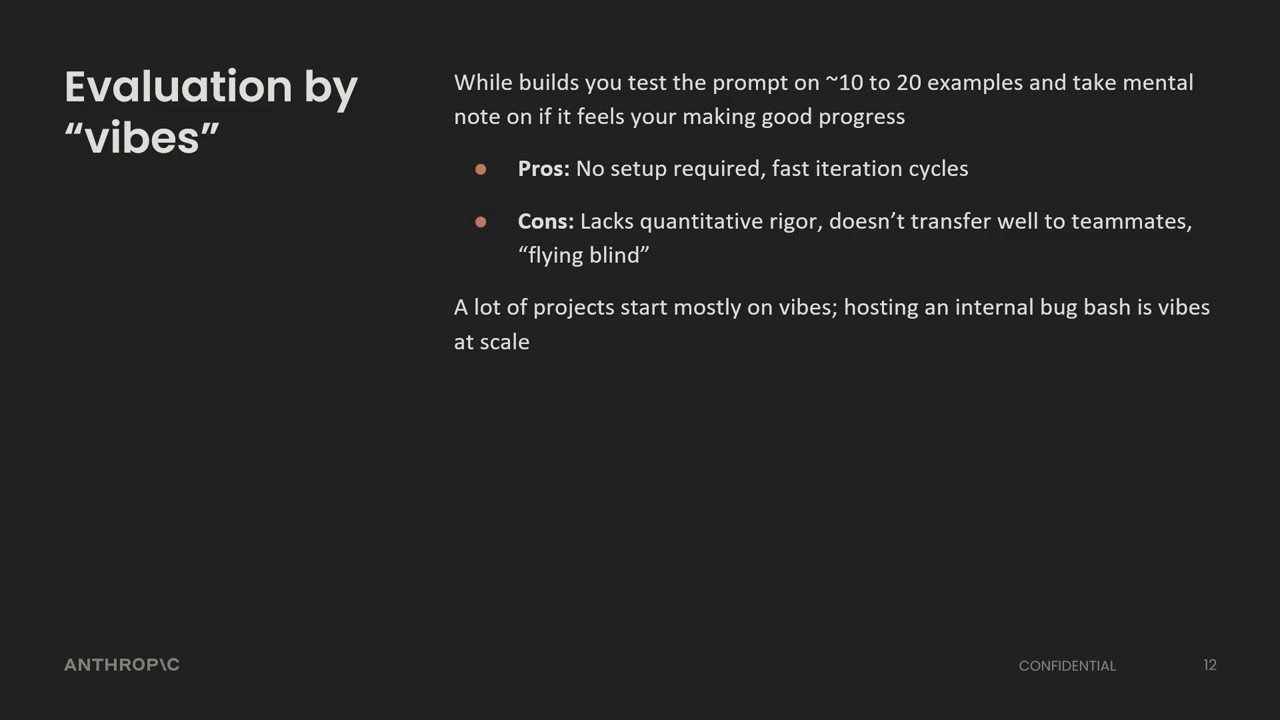 Evaluation by
“vibes”
While builds you test the prompt on ~10 to 20 examples and take mental
note on if it feels your making good progress
● Pros: No setup required, fast iteration cycles
● Cons: Lacks quantitative rigor, doesn’t transfer well to teammates,
“flying blind”
A lot of projects start mostly on vibes; hosting an internal bug bash is vibes
at scale
ANTHROP\C
CONFIDENTIAL
12